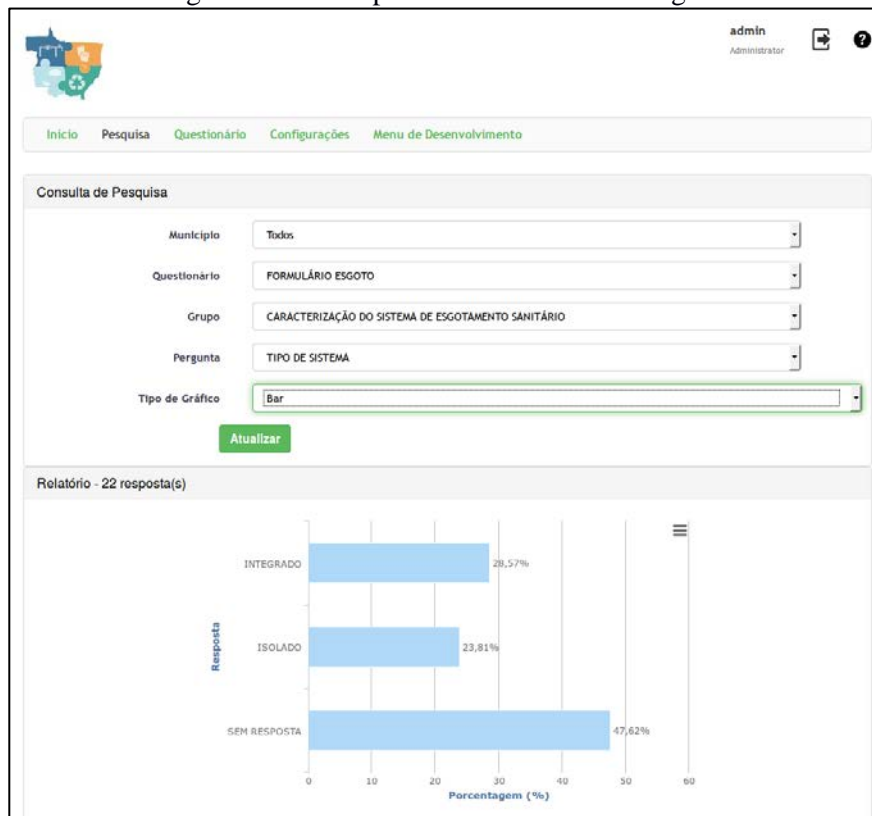 admin
Administrator
Início Pesquisa Questionário Configurações Menu de Desenvolvimento
Consulta de Pesquisa
Município Todos
Questionário FORMULÁRIO ESGOTO
Grupo CARACTERIZAÇÃO DO SISTEMA DE ESGOTAMENTO SANITÁRIO
Pergunta TIPO DE SISTEMA
Tipo de Gráfico Bar
Atualizar
Relatório - 22 resposta(s)
INTEGRADO 28,57%
ISOLADO 23,81%
SEM RESPOSTA 47,62%
Resposta
0 10 20 30 40 50 60
Porcentagem (%)